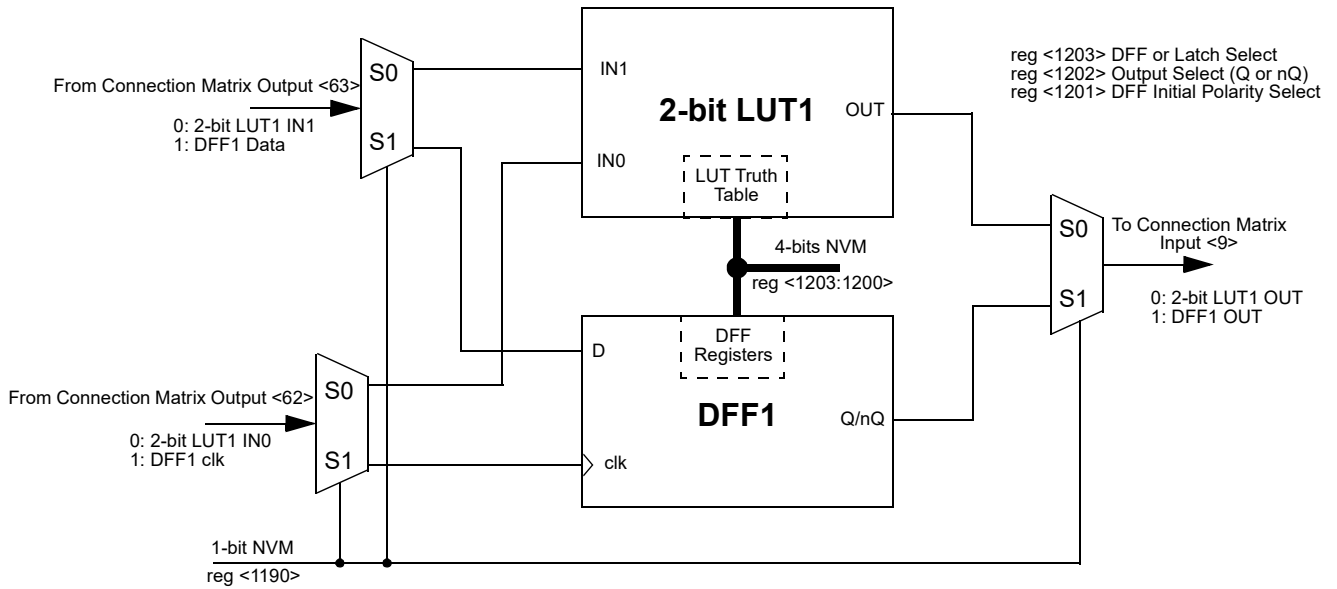 reg <1203> DFF or Latch Select
reg <1202> Output Select (Q or nQ)
reg <1201> DFF Initial Polarity Select
From Connection Matrix Output <63>
0: 2-bit LUT1 IN1
1: DFF1 Data
S0
S1
IN1
IN0
2-bit LUT1
OUT
LUT Truth
Table
4-bits NVM
reg <1203:1200>
S0
S1
To Connection Matrix
Input <9>
0: 2-bit LUT1 OUT
1: DFF1 OUT
From Connection Matrix Output <62>
0: 2-bit LUT1 IN0
1: DFF1 clk
S0
S1
D
clk
DFF
Registers
DFF1
Q/nQ
1-bit NVM
reg <1190>